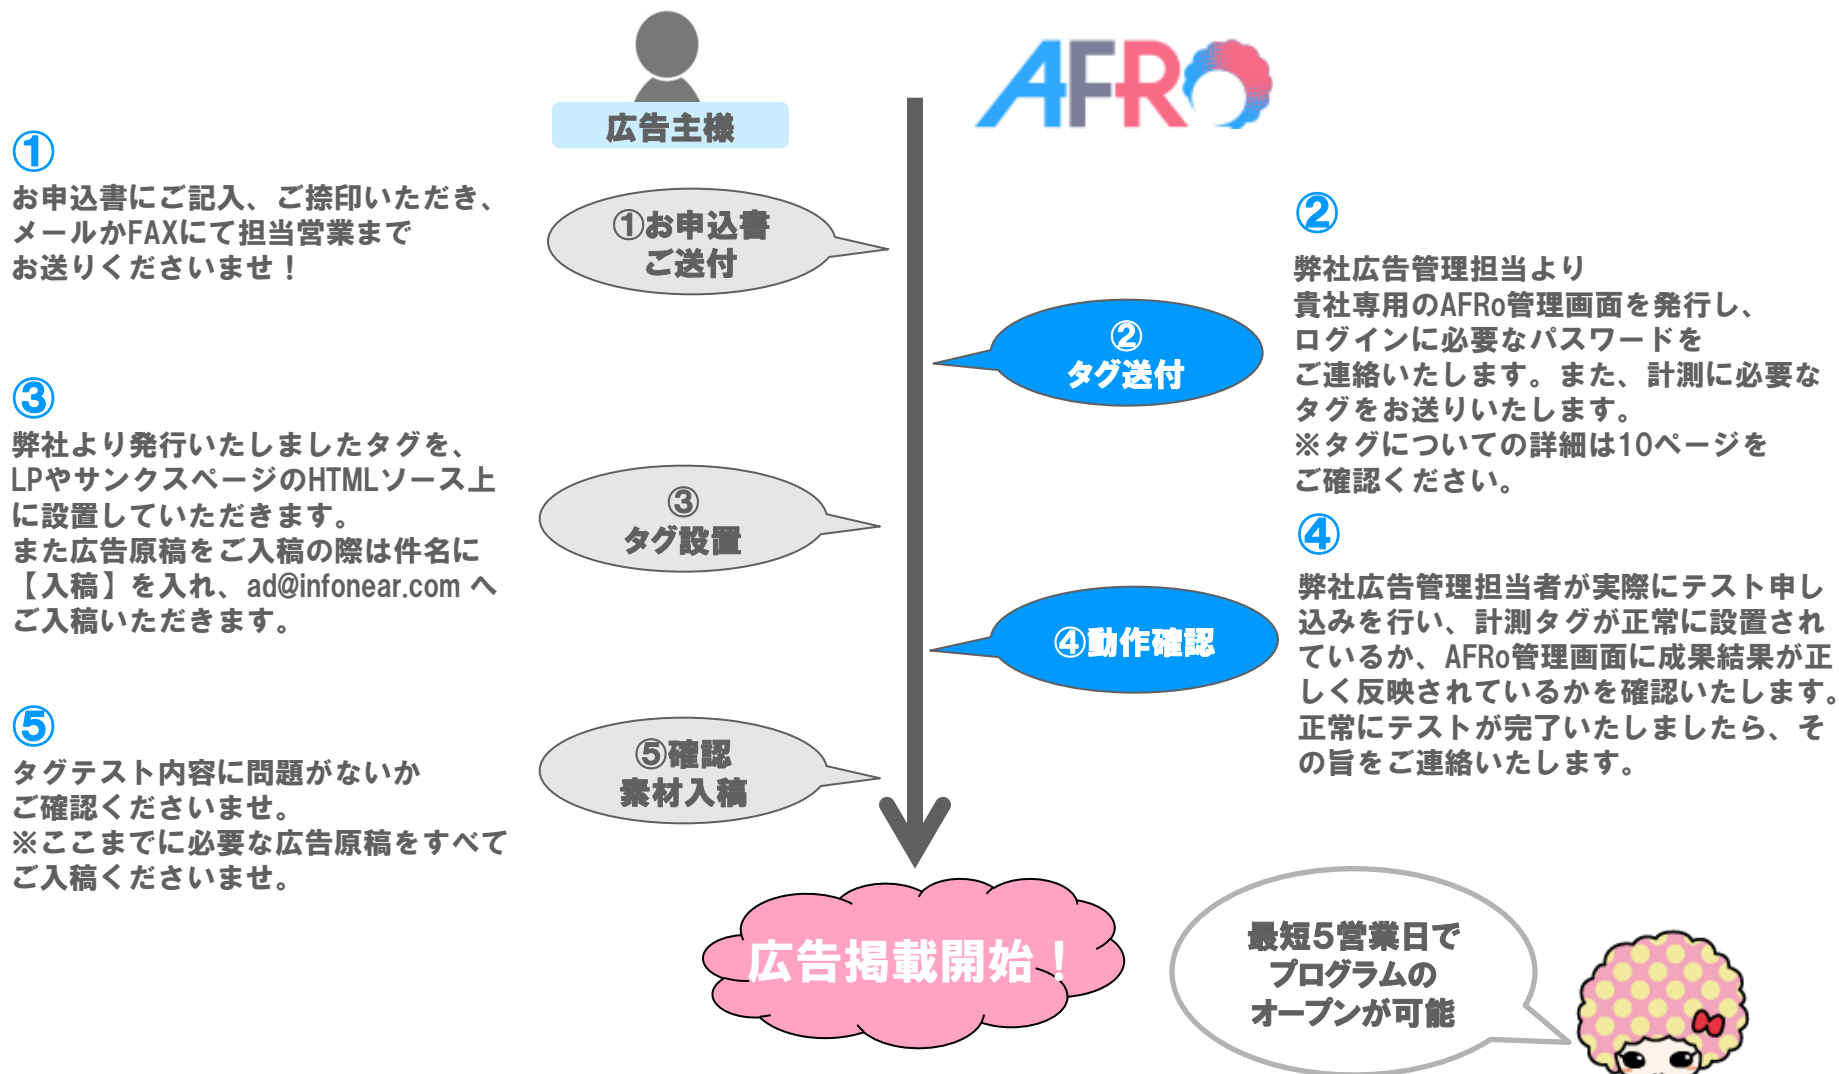 広告主様
AFRo
①
お申込書にご記入、ご捺印いただき、
メールかFAXにて担当営業まで
お送りくださいませ！
①お申込書
ご送付
②
弊社広告管理担当より
貴社専用のAFRo管理画面を発行し、
ログインに必要なパスワードを
ご連絡いたします。また、計測に必要な
タグをお送りいたします。
※タグについての詳細は10ページを
ご確認ください。
②
タグ送付
③
弊社より発行いたしましたタグを、
LPやサンクスページのHTMLソース上
に設置していただきます。
また広告原稿をご入稿の際は件名に
【入稿】を入れ、ad@infonear.com へ
ご入稿いただきます。
③
タグ設置
④
弊社広告管理担当者が実際にテスト申し
込みを行い、計測タグが正常に設置され
ているか、AFRo管理画面に成果結果が正
しく反映されているかを確認いたします。
正常にテストが完了いたしましたら、そ
の旨をご連絡いたします。
④動作確認
⑤
タグテスト内容に問題がないか
ご確認くださいませ。
※ここまでに必要な広告原稿をすべて
ご入稿くださいませ。
⑤確認
素材入稿
広告掲載開始！
最短5営業日で
プログラムの
オープンが可能